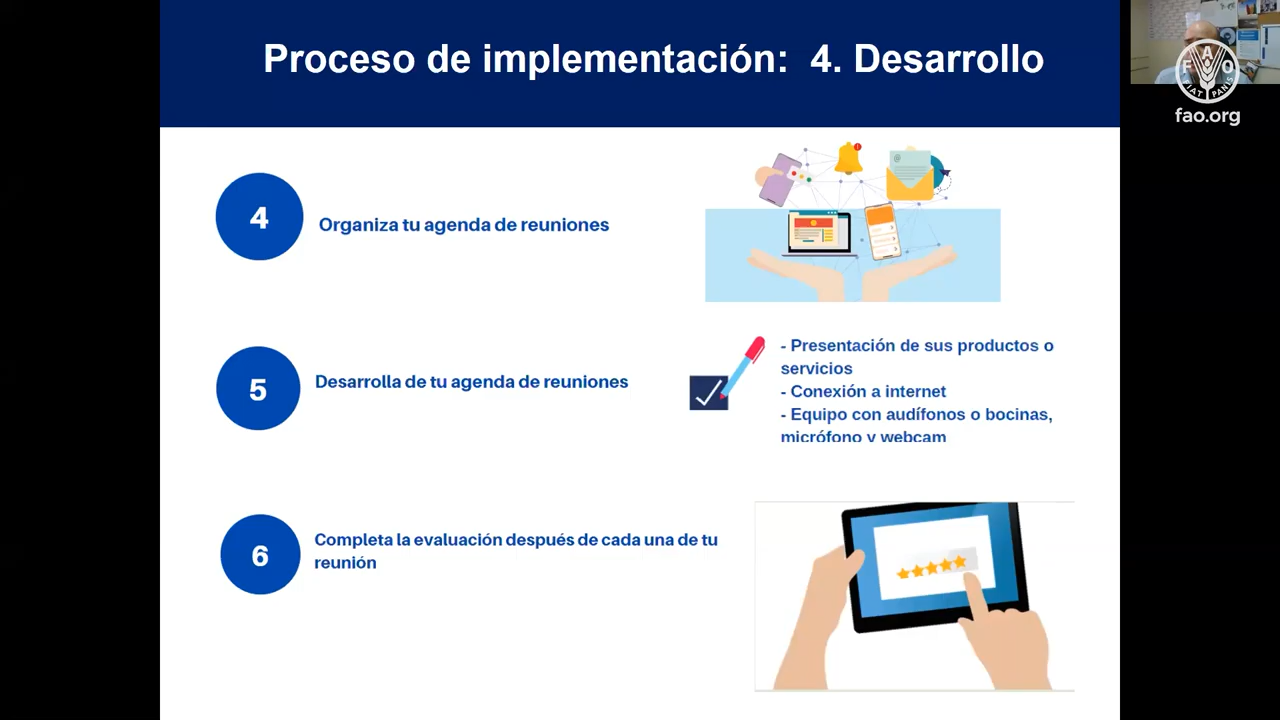 Proceso de implementación: 4. Desarrollo
4
Organiza tu agenda de reuniones
5
Desarrolla de tu agenda de reuniones
- Presentación de sus productos o
servicios
- Conexión a internet
- Equipo con audífonos o bocinas,
micrófono y webcam
6
Completa la evaluación después de cada una de tu
reunión
F A O
FIAT PANIS
fao.org